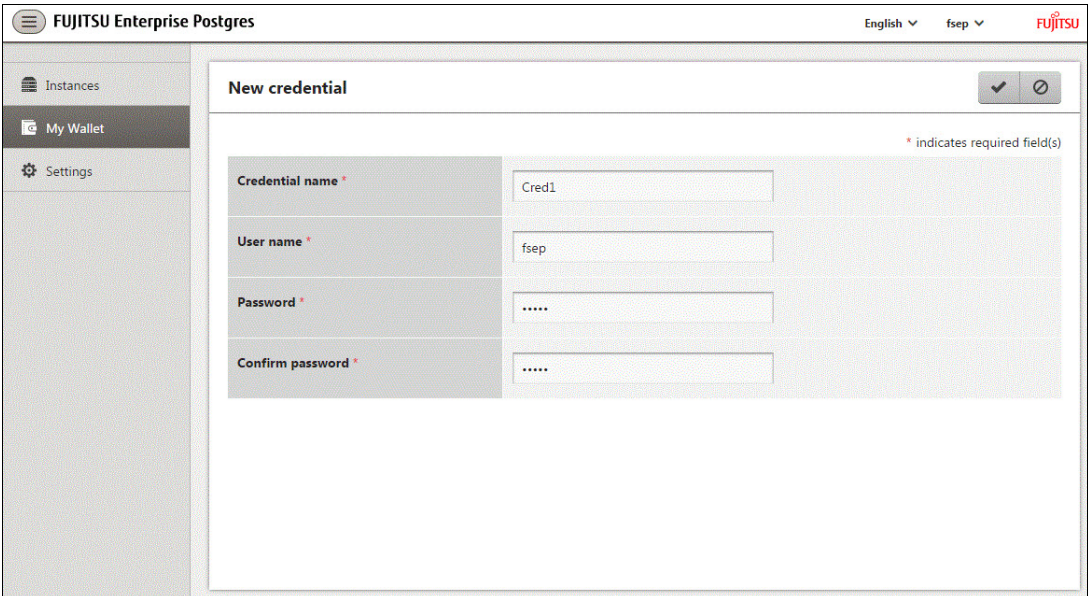 FUJITSU Enterprise Postgres
English fsep FUJITSU
Instances
My Wallet
Settings
New credential
* indicates required field(s)
Credential name * Cred1
User name * fsep
Password * •••••
Confirm password * •••••